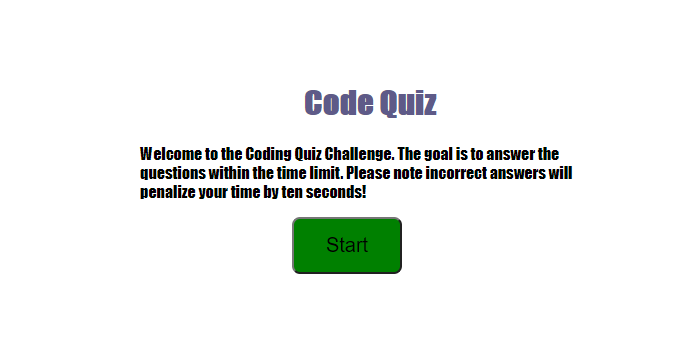 Code Quiz
Welcome to the Coding Quiz Challenge. The goal is to answer the
questions within the time limit. Please note incorrect answers will
penalize your time by ten seconds!
Start